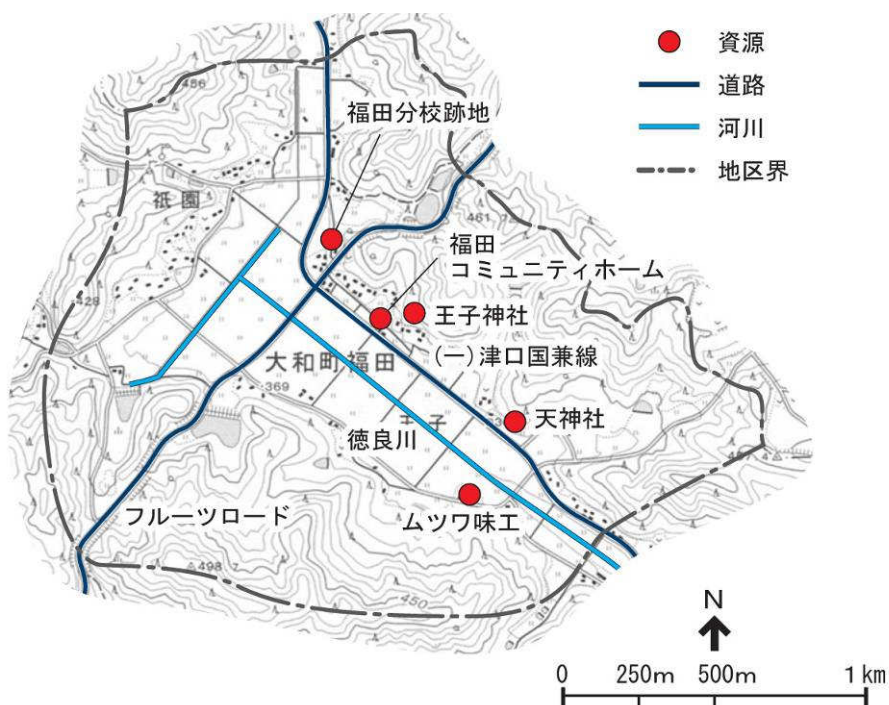 資源
道路
河川
地区界
456
福田分校跡地
祇園
461
福田
コミュニティホーム
428
王子神社
(一)津口国兼線
大和町福田
369
王子
天神社
徳良川
フルーツロード
ムツワ味工
498
450
N
0 250m 500m 1km